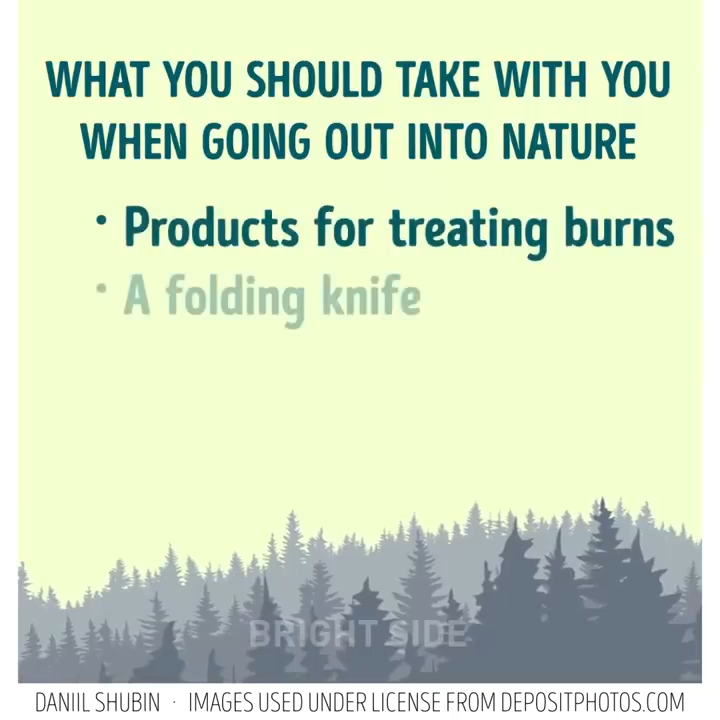 WHAT YOU SHOULD TAKE WITH YOU
WHEN GOING OUT INTO NATURE
· Products for treating burns
· A folding knife
BRIGHT SIDE
DANIIL SHUBIN · IMAGES USED UNDER LICENSE FROM DEPOSITPHOTOS.COM